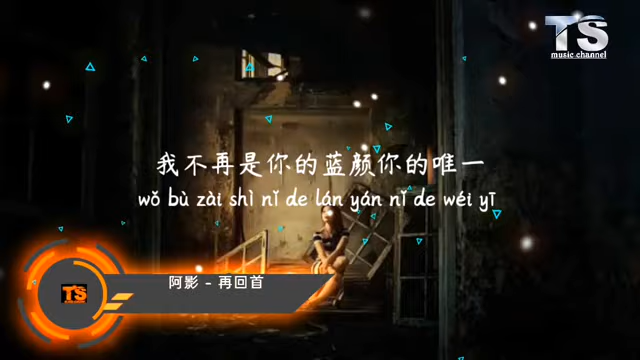 TS
music channel
我不再是你的蓝颜你的唯一
wǒ bù zài shì nǐ de lán yán nǐ de wéi yī
阿影 - 再回首
TS